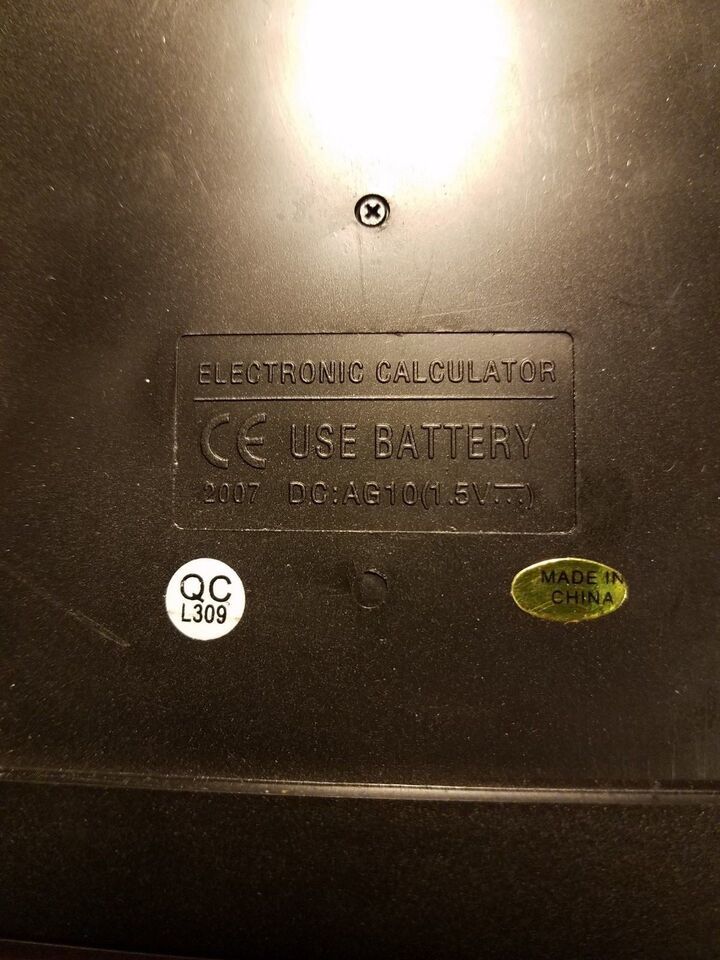 ELECTRONIC CALCULATOR
CE USE BATTERY
2007 DC:AG10(1.5V⎓)
QC
L309
MADE IN
CHINA